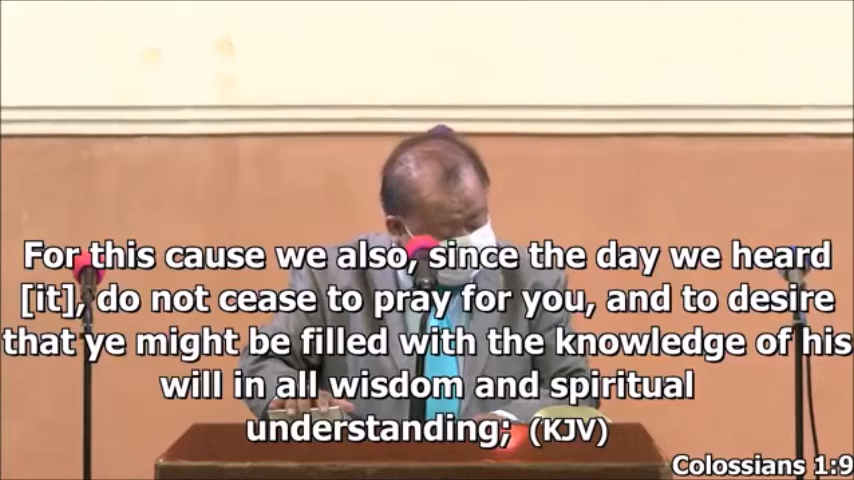 For this cause we also, since the day we heard
[it], do not cease to pray for you, and to desire
that ye might be filled with the knowledge of his
will in all wisdom and spiritual
understanding; (KJV)
Colossians 1:9